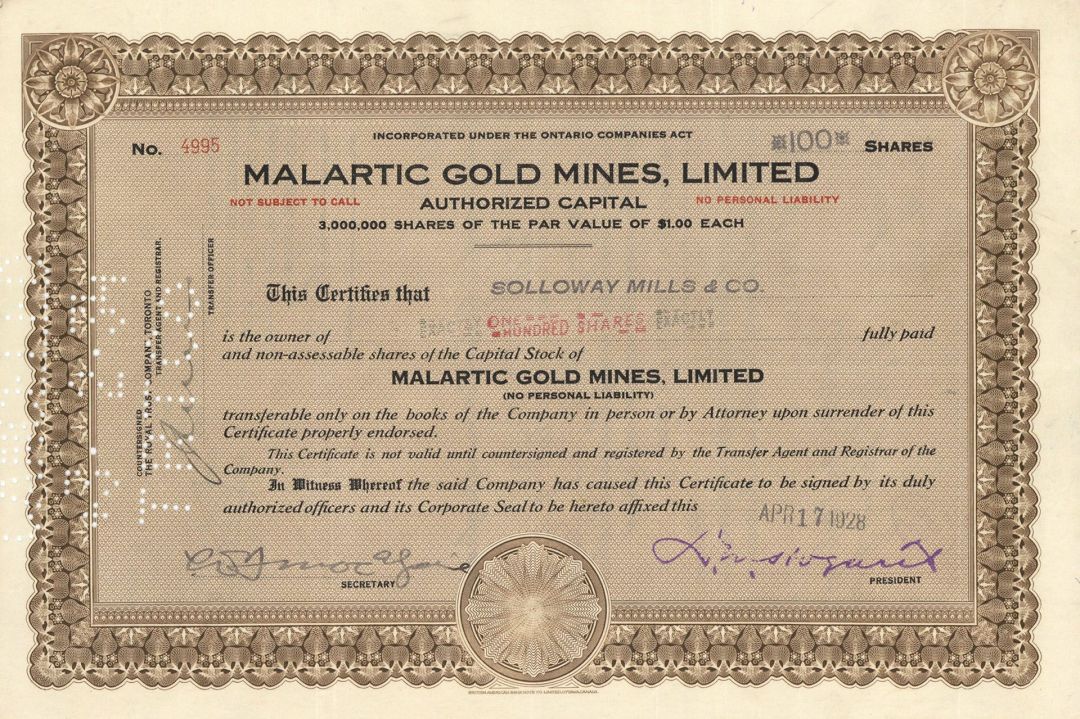 INCORPORATED UNDER THE ONTARIO COMPANIES ACT
No. 4995 100 SHARES
MALARTIC GOLD MINES, LIMITED
NOT SUBJECT TO CALL AUTHORIZED CAPITAL NO PERSONAL LIABILITY
3,000,000 SHARES OF THE PAR VALUE OF $1.00 EACH
This Certifies that SOLLOWAY MILLS & CO.
is the owner of EXACTLY ONE HUNDRED SHARES EXACTLY fully paid
and non-assessable shares of the Capital Stock of
MALARTIC GOLD MINES, LIMITED
(NO PERSONAL LIABILITY)
transferable only on the books of the Company in person or by Attorney upon surrender of this
Certificate properly endorsed.
This Certificate is not valid until countersigned and registered by the Transfer Agent and Registrar of the
Company.
In Witness Whereof the said Company has caused this Certificate to be signed by its duly
authorized officers and its Corporate Seal to be hereto affixed this APR 17 1928
SECRETARY
PRESIDENT
COUNTERSIGNED
THE ROYAL TRUST COMPANY, TORONTO
TRANSFER AGENT AND REGISTRAR.
TRANSFER OFFICER